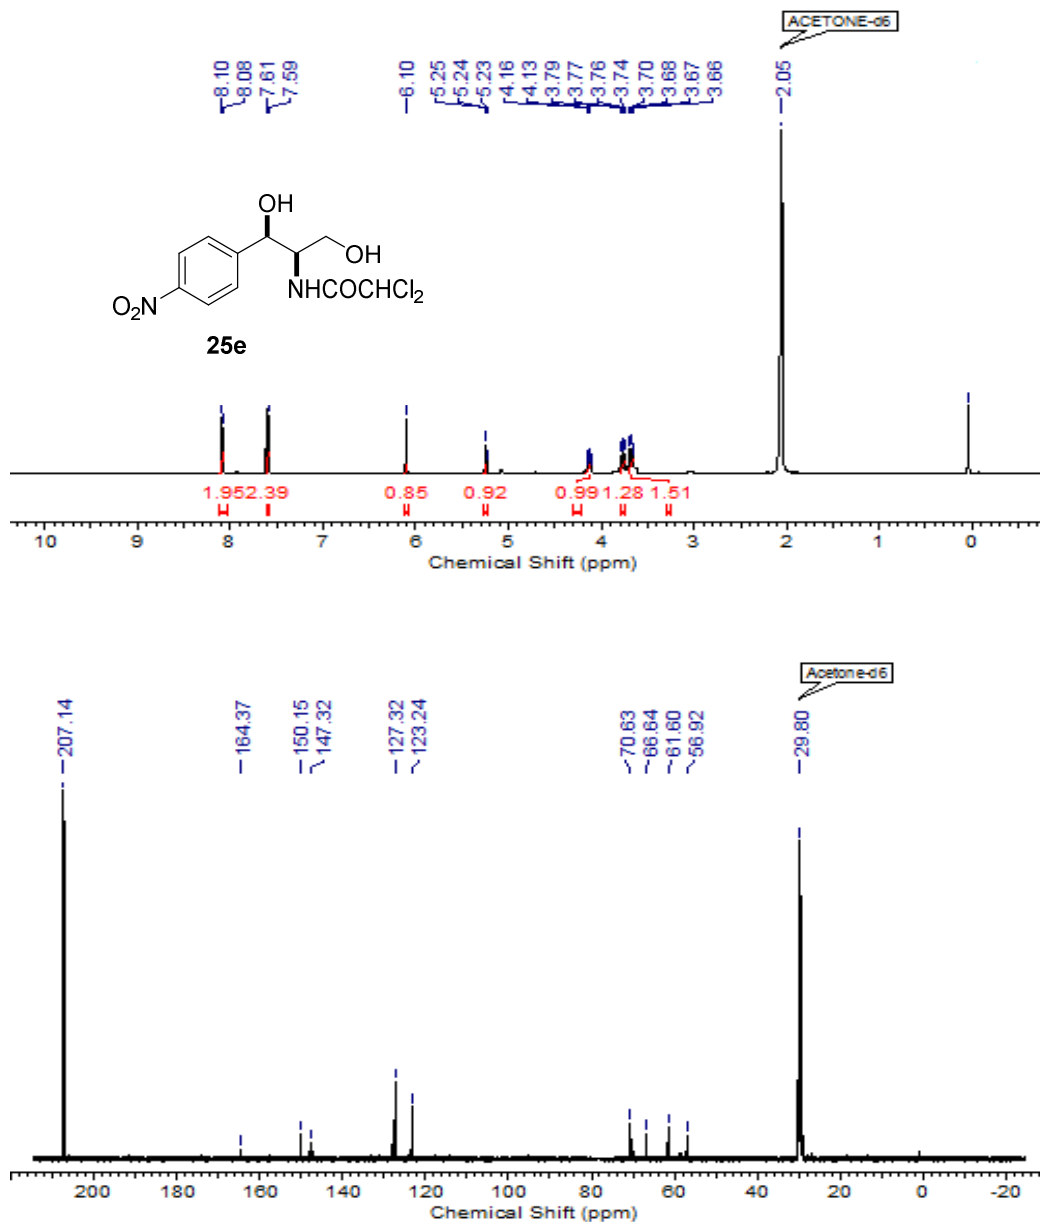 ACETONE-d6
8.10
8.08
7.61
7.59
6.10
5.25
5.24
5.23
4.16
4.13
3.79
3.77
3.76
3.74
3.70
3.68
3.67
3.66
2.05
OH
OH
NHCOCHCl2
O2N
25e
1.95 2.39 0.85 0.92 0.99 1.28 1.51
10 9 8 7 6 5 4 3 2 1 0
Chemical Shift (ppm)
Acetone-d6
207.14
164.37
150.15
147.32
127.32
123.24
70.63
66.64
61.60
56.92
29.80
200 180 160 140 120 100 80 60 40 20 0 -20
Chemical Shift (ppm)